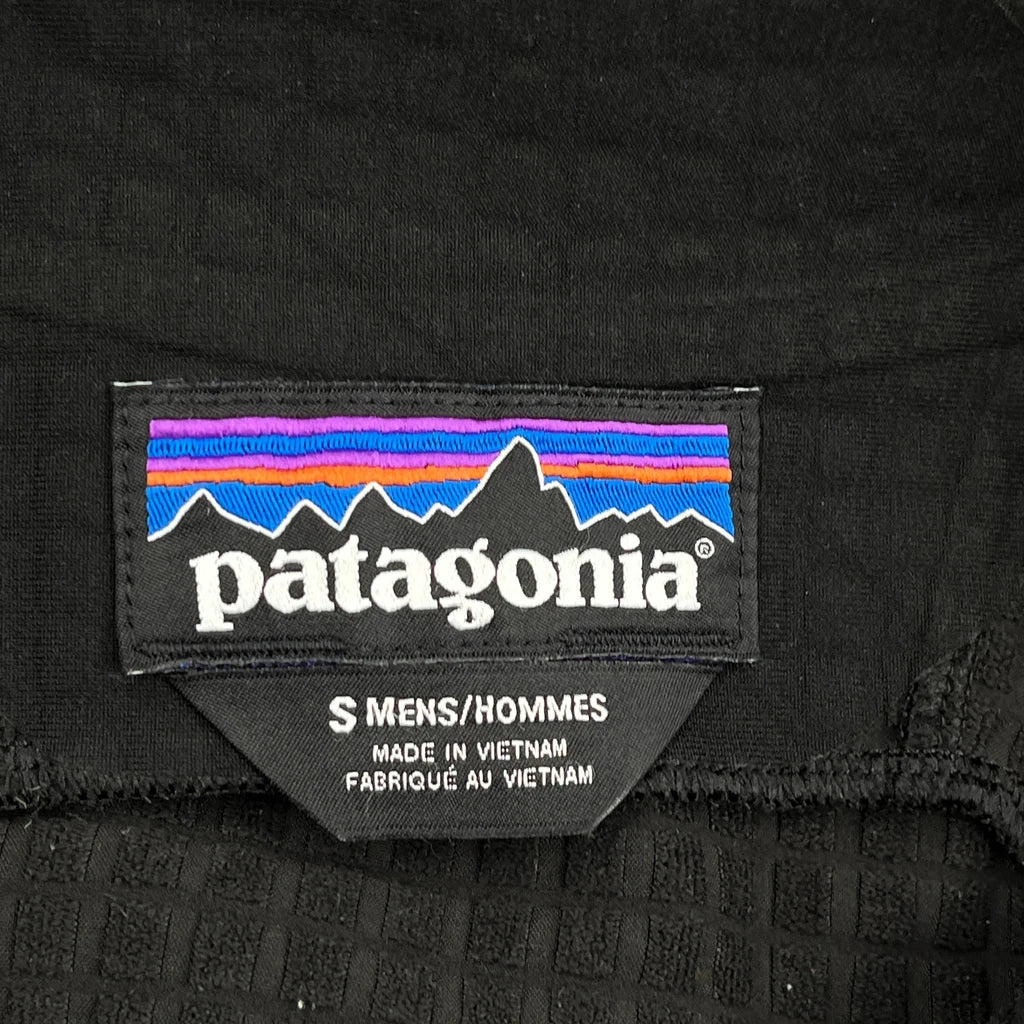 patagonia®
S MENS/HOMMES
MADE IN VIETNAM
FABRIQUÉ AU VIETNAM